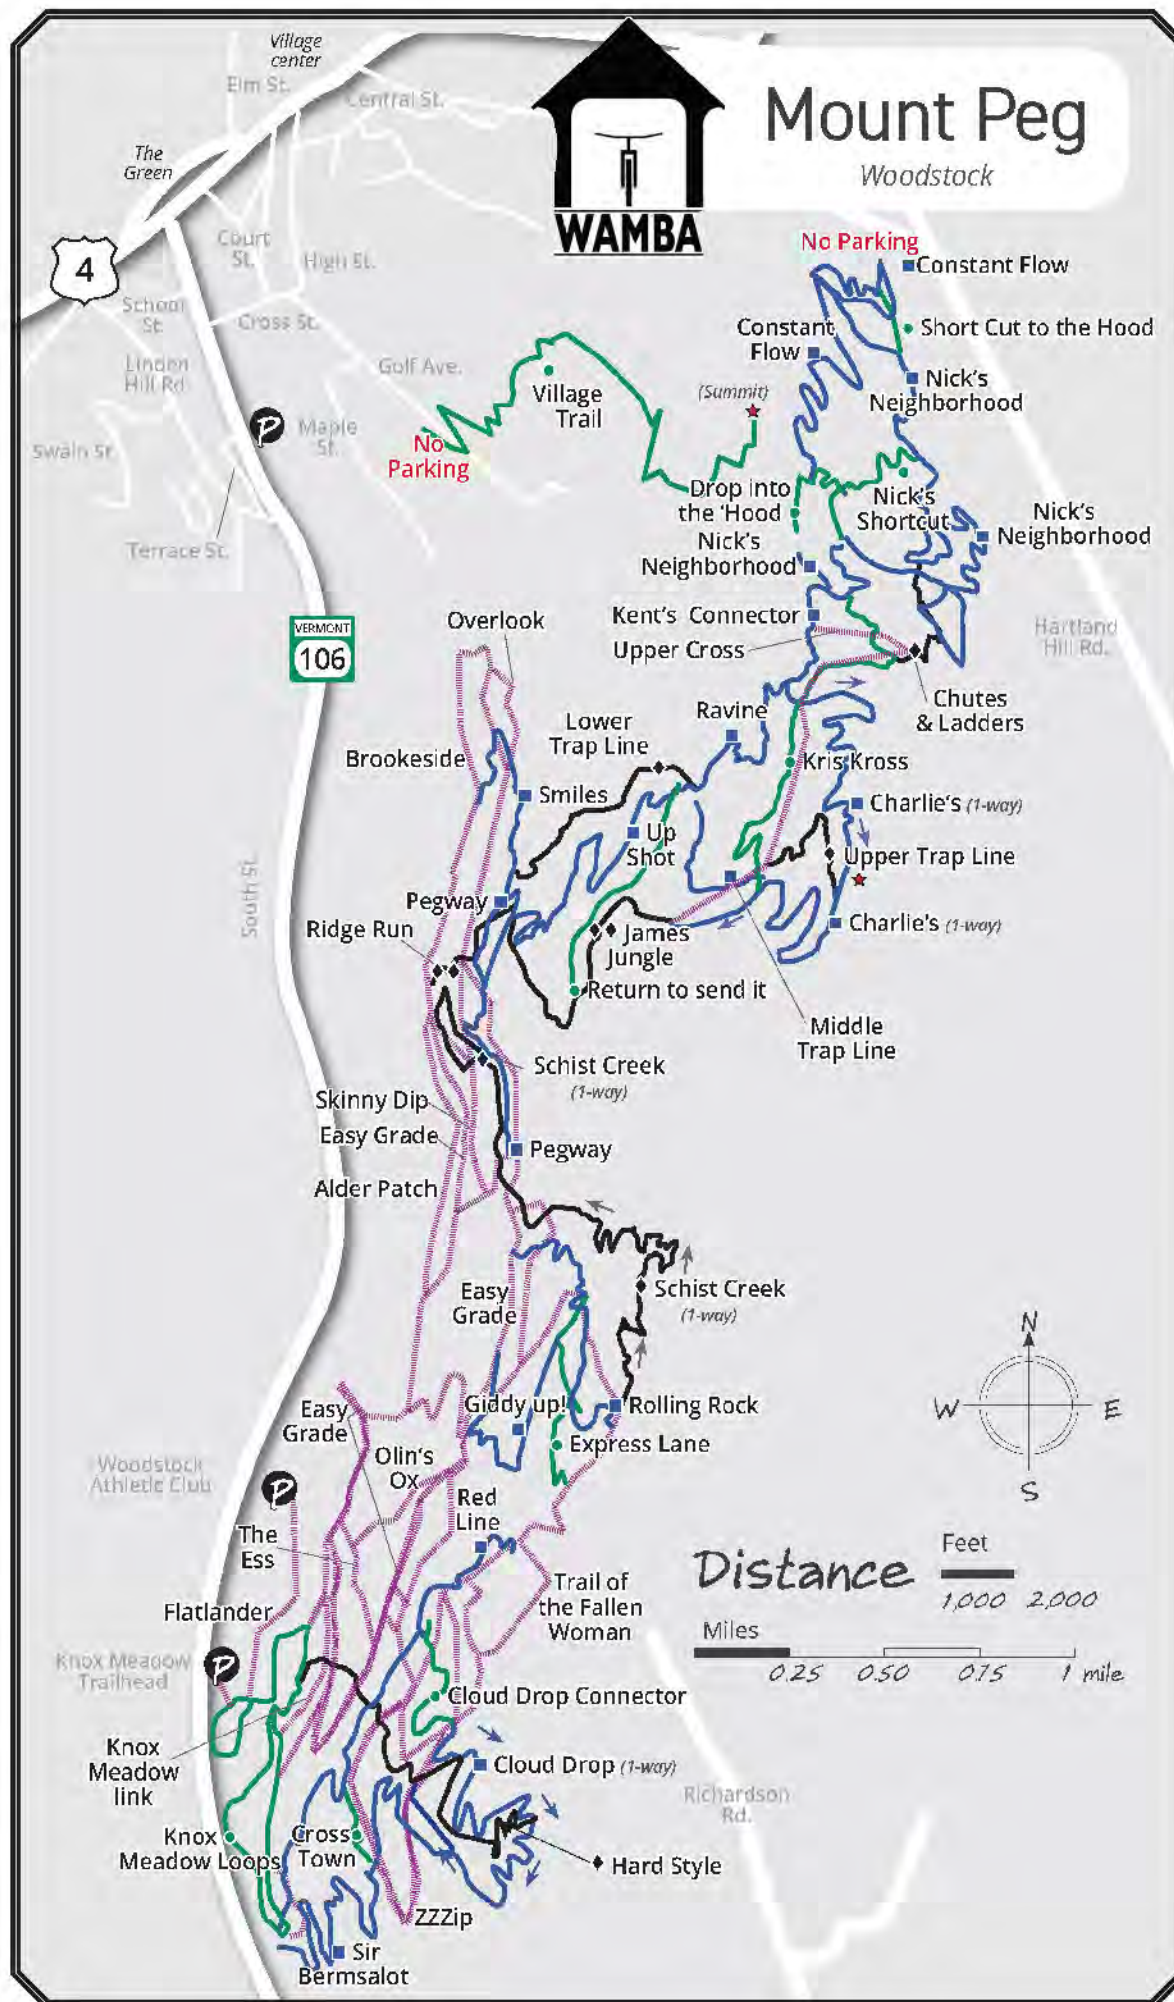 Village
center
Elm St.
Central St.
The
Green
4
Court
St.
High St.
School
St.
Cross St.
Linden
Hill Rd.
Golf Ave.
Swain St.
P
Maple
St.
Terrace St.
WAMBA
Mount Peg
Woodstock
No Parking
Constant Flow
Short Cut to the Hood
Constant
Flow
Nick's
Neighborhood
(Summit)
Village
Trail
No
Parking
Drop into
the 'Hood
Nick's
Shortcut
Nick's
Neighborhood
Nick's
Neighborhood
Kent's Connector
Upper Cross
Hartland
Hill Rd.
VERMONT
106
Overlook
Chutes
& Ladders
Ravine
Lower
Trap Line
Brookeside
Kris Kross
Smiles
Charlie's (1-way)
Up
Shot
Upper Trap Line
South St.
Pegway
Ridge Run
James
Jungle
Charlie's (1-way)
Return to send it
Middle
Trap Line
Schist Creek
(1-way)
Skinny Dip
Easy Grade
Pegway
Alder Patch
Easy
Grade
Schist Creek
(1-way)
N
W
E
S
Giddy up!
Rolling Rock
Easy
Grade
Express Lane
Olin's
Ox
Woodstock
Athletic Club
P
Red
Line
The
Ess
Distance
Feet
1,000 2,000
Miles
0.25 0.50 0.75 1 mile
Trail of
the Fallen
Woman
Flatlander
Knox Meadow
Trailhead
P
Cloud Drop Connector
Knox
Meadow
link
Cloud Drop (1-way)
Richardson
Rd.
Knox
Meadow Loops
Cross
Town
Hard Style
ZZZip
Sir
Bermsalot